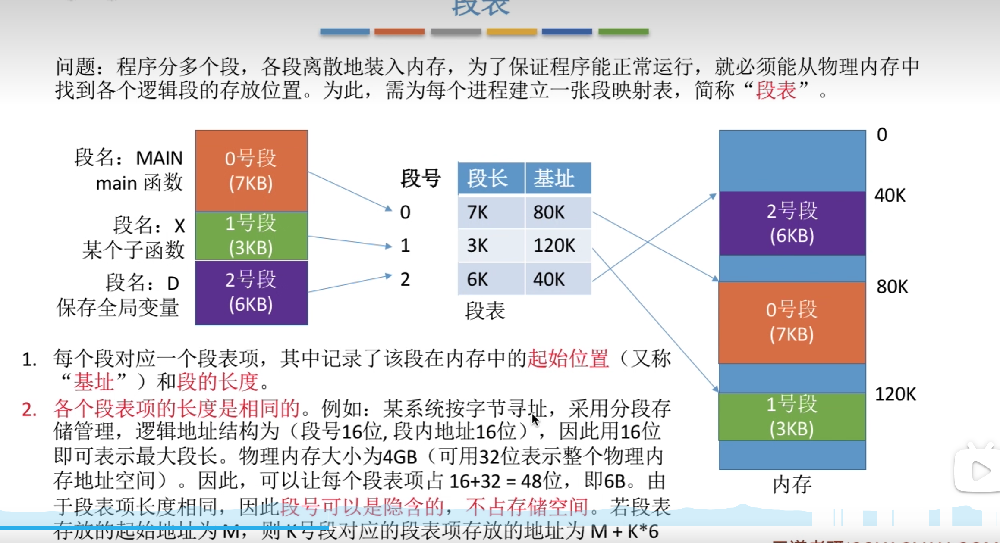 段表
问题：程序分多个段，各段离散地装入内存，为了保证程序能正常运行，就必须能从物理内存中
找到各个逻辑段的存放位置。为此，需为每个进程建立一张段映射表，简称“段表”。
段名：MAIN
main 函数
0号段
(7KB)
段名：X
某个子函数
1号段
(3KB)
段名：D
保存全局变量
2号段
(6KB)
段号 段长 基址
0 7K 80K
1 3K 120K
2 6K 40K
段表
0
40K
2号段
(6KB)
80K
0号段
(7KB)
120K
1号段
(3KB)
内存
1. 每个段对应一个段表项，其中记录了该段在内存中的起始位置（又称
“基址”）和段的长度。
2. 各个段表项的长度是相同的。例如：某系统按字节寻址，采用分段存
储管理，逻辑地址结构为（段号16位, 段内地址16位），因此用16位
即可表示最大段长。物理内存大小为4GB（可用32位表示整个物理内
存地址空间）。因此，可以让每个段表项占 16+32 = 48位，即6B。由
于段表项长度相同，因此段号可以是隐含的，不占存储空间。若段表
存放的起始地址为 M，则 K号段对应的段表项存放的地址为 M + K*6